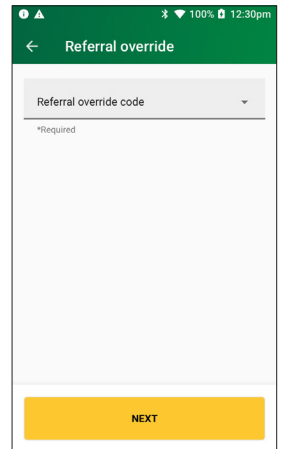 100% 12:30pm
Referral override
Referral override code
*Required
NEXT